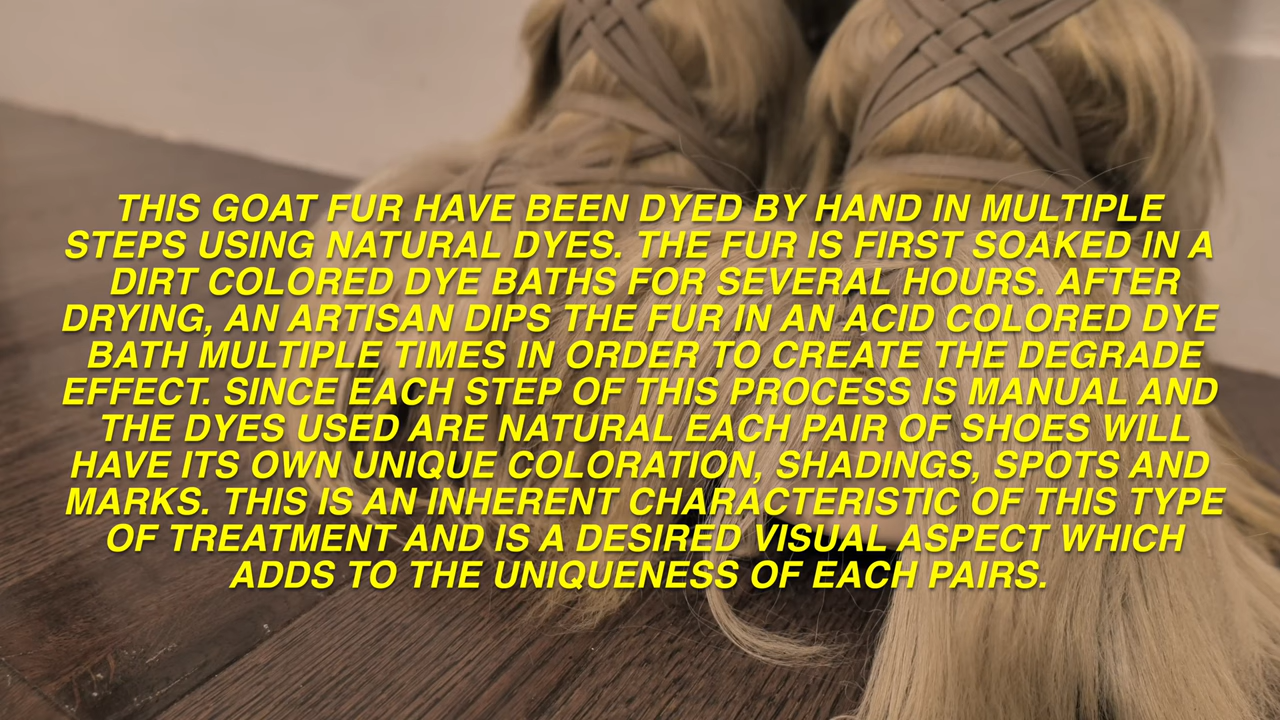 THIS GOAT FUR HAVE BEEN DYED BY HAND IN MULTIPLE
STEPS USING NATURAL DYES. THE FUR IS FIRST SOAKED IN A
DIRT COLORED DYE BATHS FOR SEVERAL HOURS. AFTER
DRYING, AN ARTISAN DIPS THE FUR IN AN ACID COLORED DYE
BATH MULTIPLE TIMES IN ORDER TO CREATE THE DEGRADE
EFFECT. SINCE EACH STEP OF THIS PROCESS IS MANUAL AND
THE DYES USED ARE NATURAL EACH PAIR OF SHOES WILL
HAVE ITS OWN UNIQUE COLORATION, SHADINGS, SPOTS AND
MARKS. THIS IS AN INHERENT CHARACTERISTIC OF THIS TYPE
OF TREATMENT AND IS A DESIRED VISUAL ASPECT WHICH
ADDS TO THE UNIQUENESS OF EACH PAIRS.